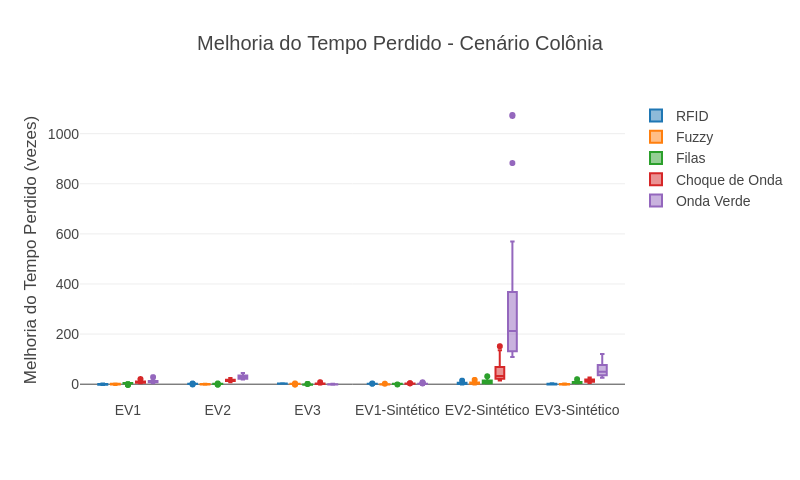 Melhoria do Tempo Perdido - Cenário Colônia
Melhoria do Tempo Perdido (vezes)
1000
800
600
400
200
0
EV1
EV2
EV3
EV1-Sintético
EV2-Sintético
EV3-Sintético
RFID
Fuzzy
Filas
Choque de Onda
Onda Verde